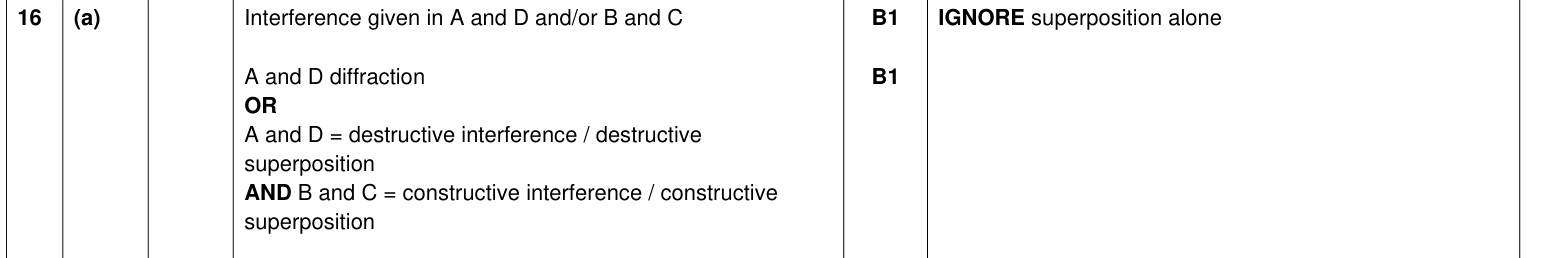 16 (a) Interference given in A and D and/or B and C B1 IGNORE superposition alone
A and D diffraction B1
OR
A and D = destructive interference / destructive
superposition
AND B and C = constructive interference / constructive
superposition